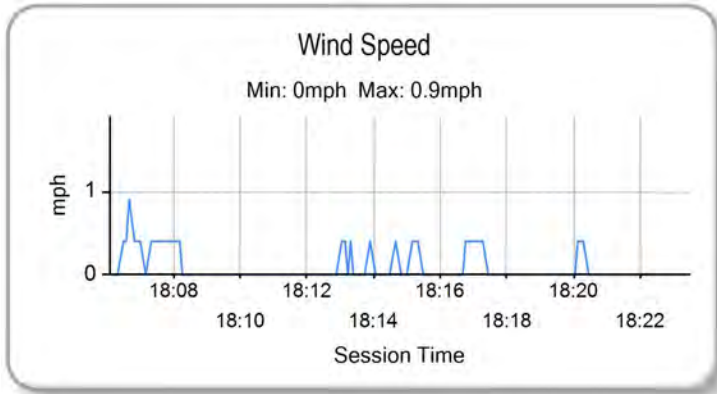 Wind Speed
Min: 0mph Max: 0.9mph
mph
1
0
18:08 18:12 18:16 18:20
18:10 18:14 18:18 18:22
Session Time